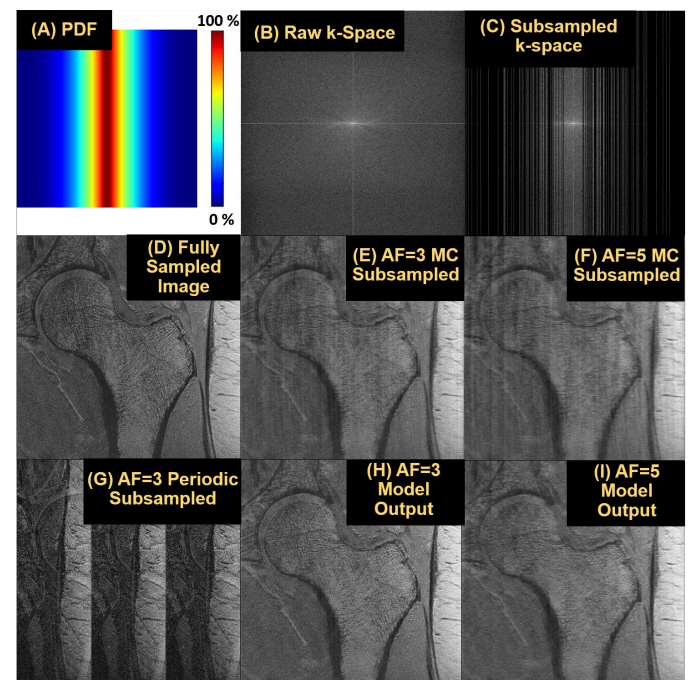 (A) PDF
100 %
0 %
(B) Raw k-Space
(C) Subsampled
k-space
(D) Fully
Sampled
Image
(E) AF=3 MC
Subsampled
(F) AF=5 MC
Subsampled
(G) AF=3 Periodic
Subsampled
(H) AF=3
Model
Output
(I) AF=5
Model
Output